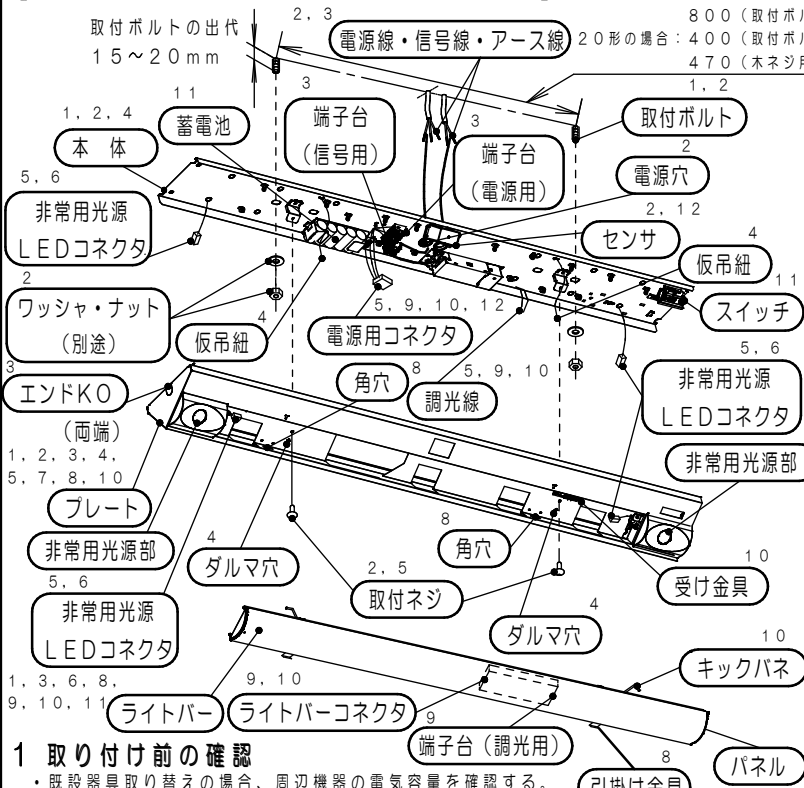 取付ボルトの出代
15～20mm
2, 3
電源線・信号線・アース線
800（取付ボル
20形の場合：400（取付ボル
470（木ネジ用
1, 2
取付ボルト
3
端子台
（信号用）
3
端子台
（電源用）
2
電源穴
11
蓄電池
1, 2, 4
本　体
2, 12
センサ
5, 6
非常用光源
LEDコネクタ
4
仮吊紐
11
スイッチ
2
ワッシャ・ナット
（別途）
4
仮吊紐
5, 9, 10, 12
電源用コネクタ
5, 9, 10
調光線
5, 6
非常用光源
LEDコネクタ
3
エンドKO
（両端）
8
角穴
1, 2, 3, 4,
5, 7, 8, 10
プレート
非常用光源部
非常用光源部
4
ダルマ穴
8
角穴
10
受け金具
5, 6
非常用光源
LEDコネクタ
2, 5
取付ネジ
4
ダルマ穴
10
キックバネ
1, 3, 6, 8,
9, 10, 11
ライトバー
9, 10
ライトバーコネクタ
9
端子台（調光用）
パネル
8
引掛け金具
1 取り付け前の確認
・既設器具取り替えの場合、周辺機器の電気容量を確認する。